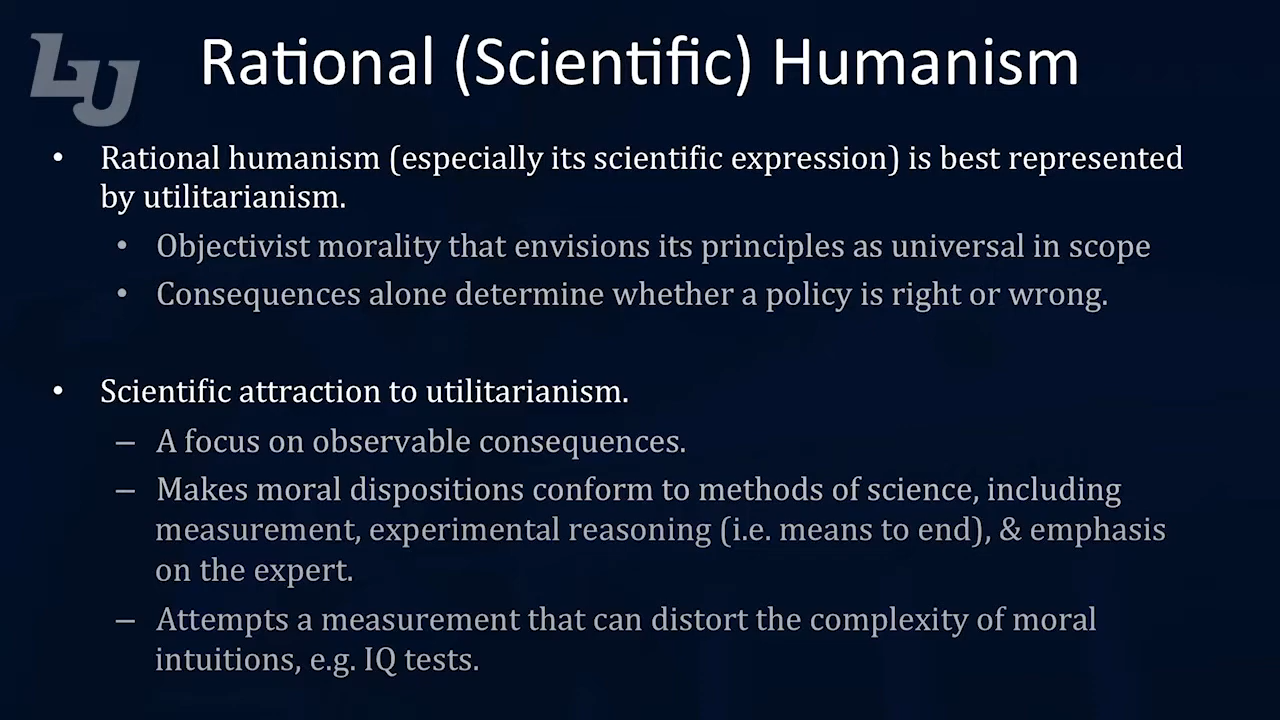 LU
Rational (Scientific) Humanism
• Rational humanism (especially its scientific expression) is best represented
by utilitarianism.
• Objectivist morality that envisions its principles as universal in scope
• Consequences alone determine whether a policy is right or wrong.
• Scientific attraction to utilitarianism.
– A focus on observable consequences.
– Makes moral dispositions conform to methods of science, including
measurement, experimental reasoning (i.e. means to end), & emphasis
on the expert.
– Attempts a measurement that can distort the complexity of moral
intuitions, e.g. IQ tests.